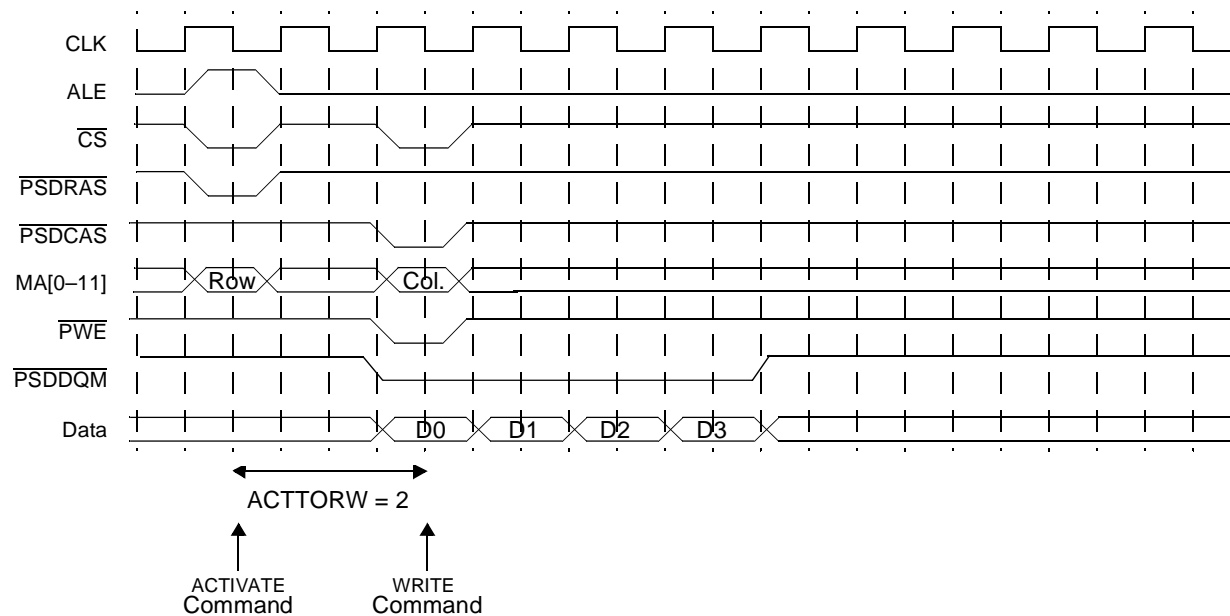 CLK
ALE
CS
PSDRAS
PSDCAS
MA[0–11] Row Col.
PWE
PSDDQM
Data D0 D1 D2 D3
ACTTORW = 2
ACTIVATE WRITE
Command Command